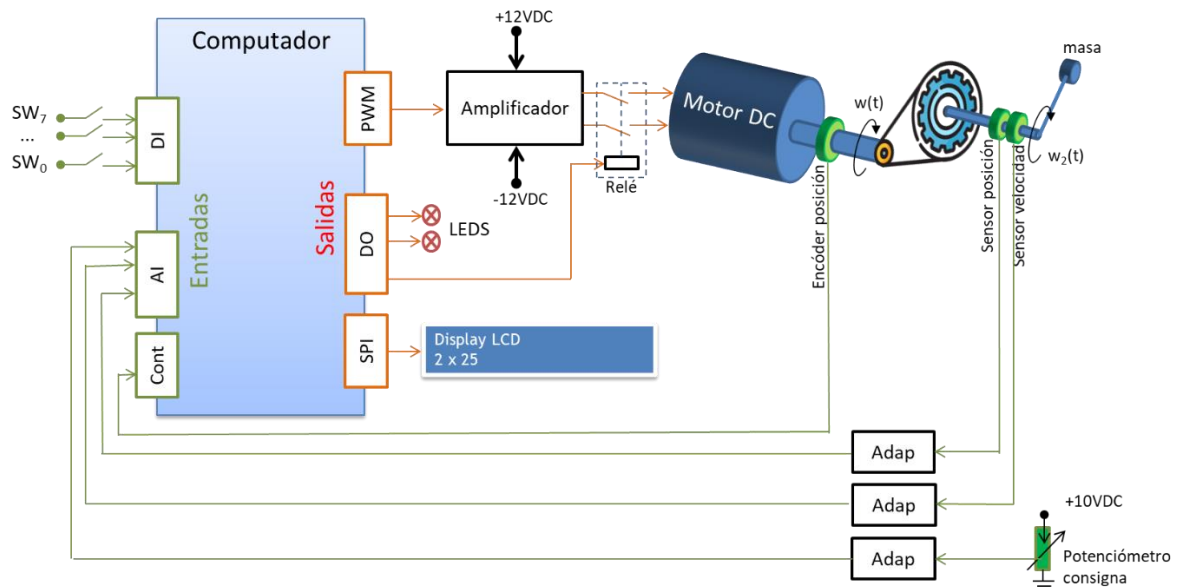 Computador
+12VDC
masa
SW7
...
SW0
DI
PWM
Amplificador
Motor DC
w(t)
w2(t)
-12VDC
Relé
Entradas
Salidas
AI
DO
LEDS
Encóder posición
Sensor posición
Sensor velocidad
Cont
SPI
Display LCD
2 x 25
Adap
Adap
Adap
+10VDC
Potenciómetro
consigna